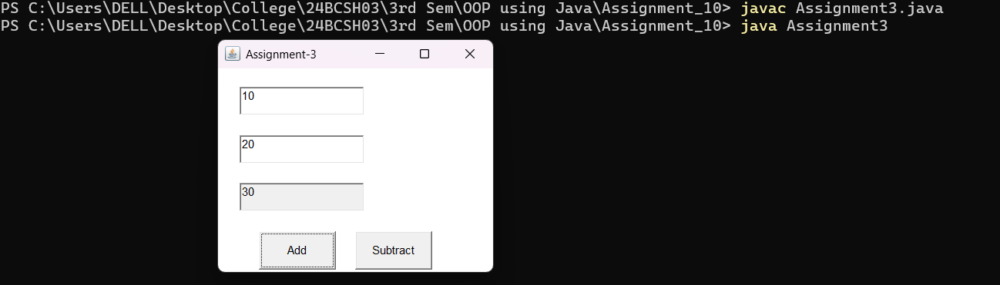 PS C:\Users\DELL\Desktop\College\24BCSH03\3rd Sem\OOP using Java\Assignment_10> javac Assignment3.java
PS C:\Users\DELL\Desktop\College\24BCSH03\3rd Sem\OOP using Java\Assignment_10> java Assignment3
Assignment-3
10
20
30
Add Subtract